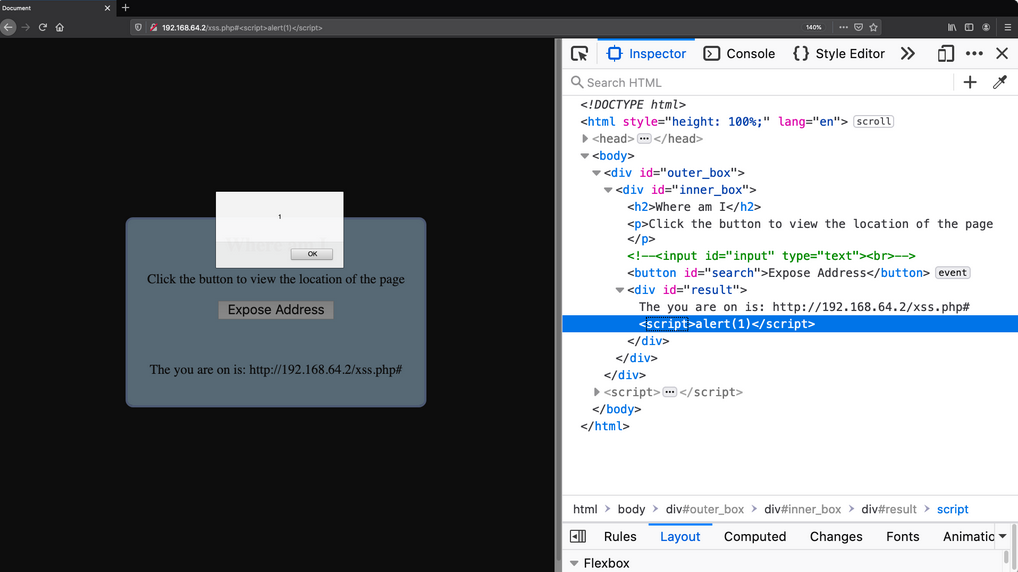 Document
192.168.64.2/xss.php#<script>alert(1)</script>
140%
Inspector
Console
{} Style Editor
Search HTML
<!DOCTYPE html>
<html style="height: 100%;" lang="en"> scroll
<head> ••• </head>
<body>
<div id="outer_box">
<div id="inner_box">
<h2>Where am I</h2>
<p>Click the button to view the location of the page
</p>
<!--<input id="input" type="text"><br>-->
<button id="search">Expose Address</button> event
<div id="result">
The you are on is: http://192.168.64.2/xss.php#
<script>alert(1)</script>
</div>
</div>
</div>
<script> ••• </script>
</body>
</html>
html > body > div#outer_box > div#inner_box > div#result > script
Rules Layout Computed Changes Fonts Animatic
Flexbox
1
OK
Where am I
Click the button to view the location of the page
Expose Address
The you are on is: http://192.168.64.2/xss.php#